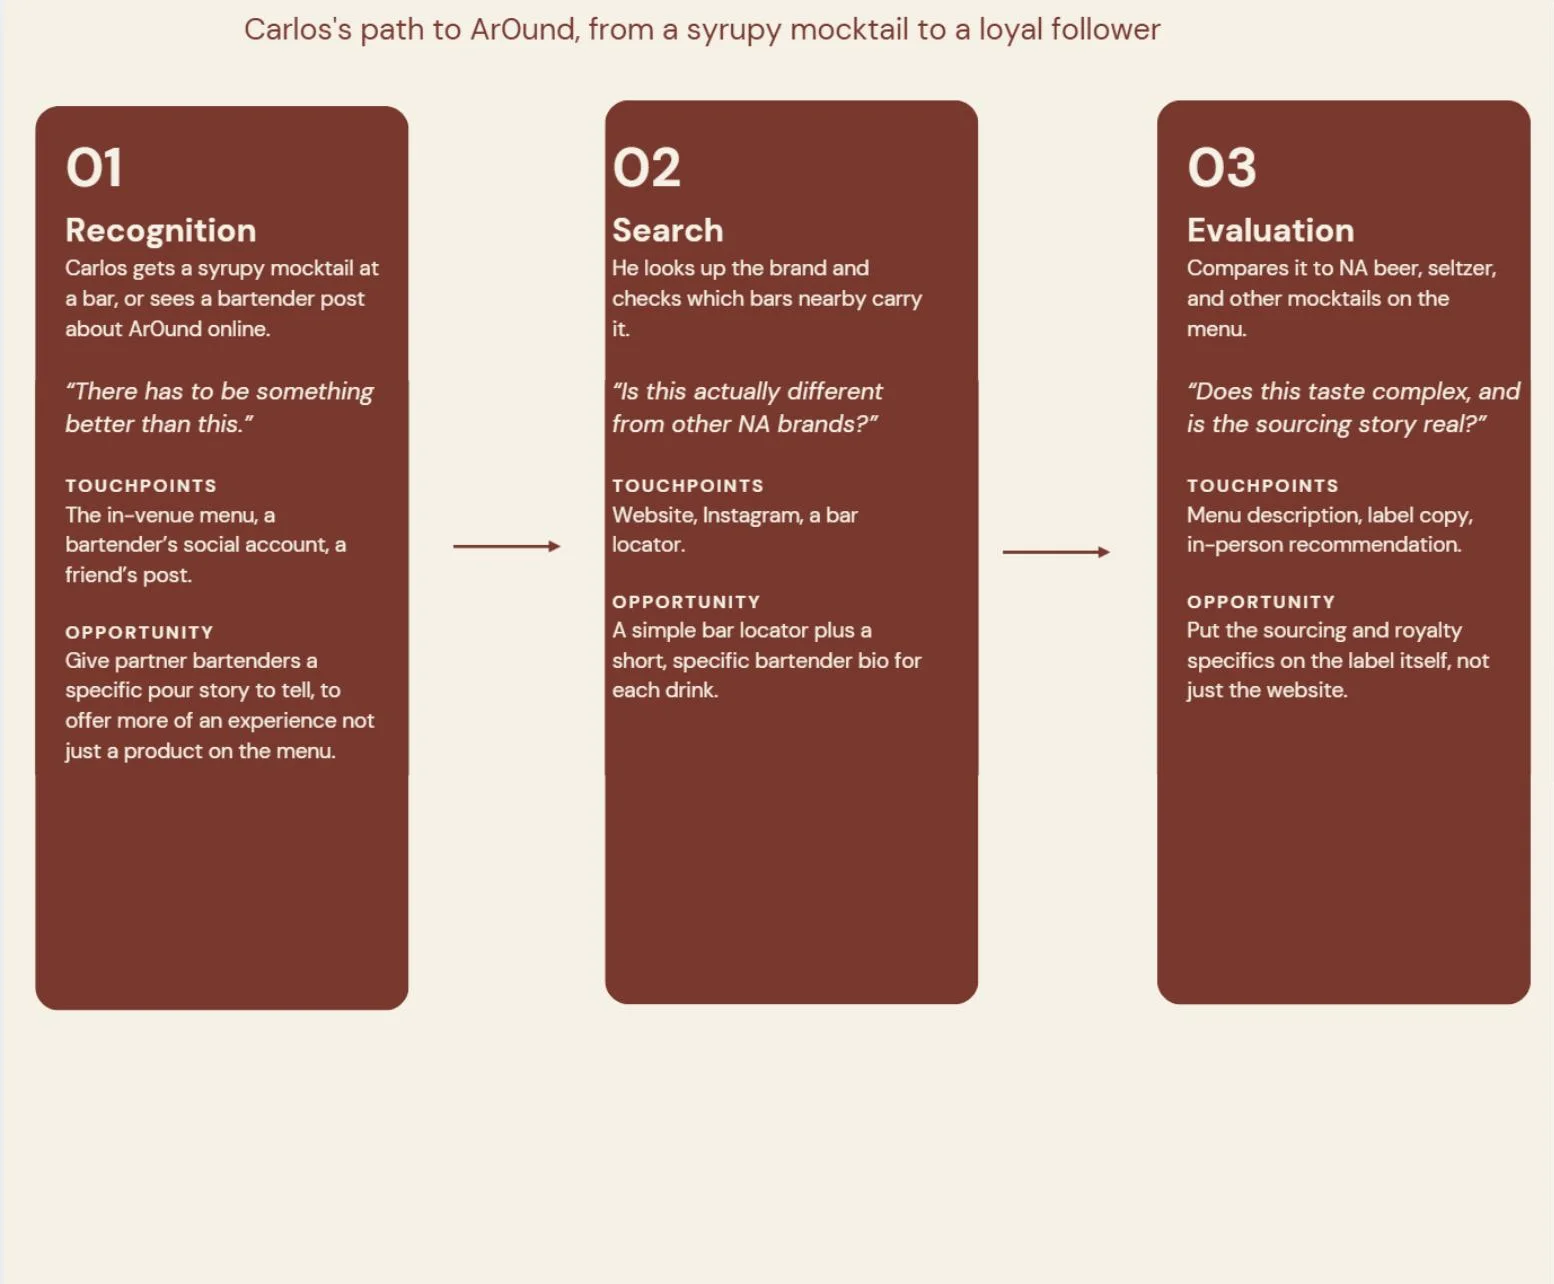 Carlos's path to Ar0und, from a syrupy mocktail to a loyal follower
01
Recognition
Carlos gets a syrupy mocktail at
a bar, or sees a bartender post
about Ar0und online.
“There has to be something
better than this.”
TOUCHPOINTS
The in-venue menu, a
bartender’s social account, a
friend’s post.
OPPORTUNITY
Give partner bartenders a
specific pour story to tell, to
offer more of an experience not
just a product on the menu.
02
Search
He looks up the brand and
checks which bars nearby carry
it.
“Is this actually different
from other NA brands?”
TOUCHPOINTS
Website, Instagram, a bar
locator.
OPPORTUNITY
A simple bar locator plus a
short, specific bartender bio for
each drink.
03
Evaluation
Compares it to NA beer, seltzer,
and other mocktails on the
menu.
“Does this taste complex, and
is the sourcing story real?”
TOUCHPOINTS
Menu description, label copy,
in-person recommendation.
OPPORTUNITY
Put the sourcing and royalty
specifics on the label itself, not
just the website.